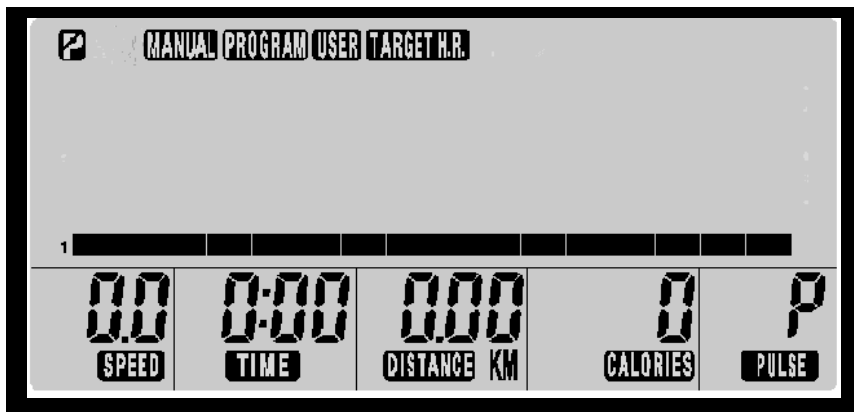 P MANUAL PROGRAM USER TARGET H.R.
1
0.0 0:00 0.00 0 P
SPEED TIME DISTANCE KM CALORIES PULSE